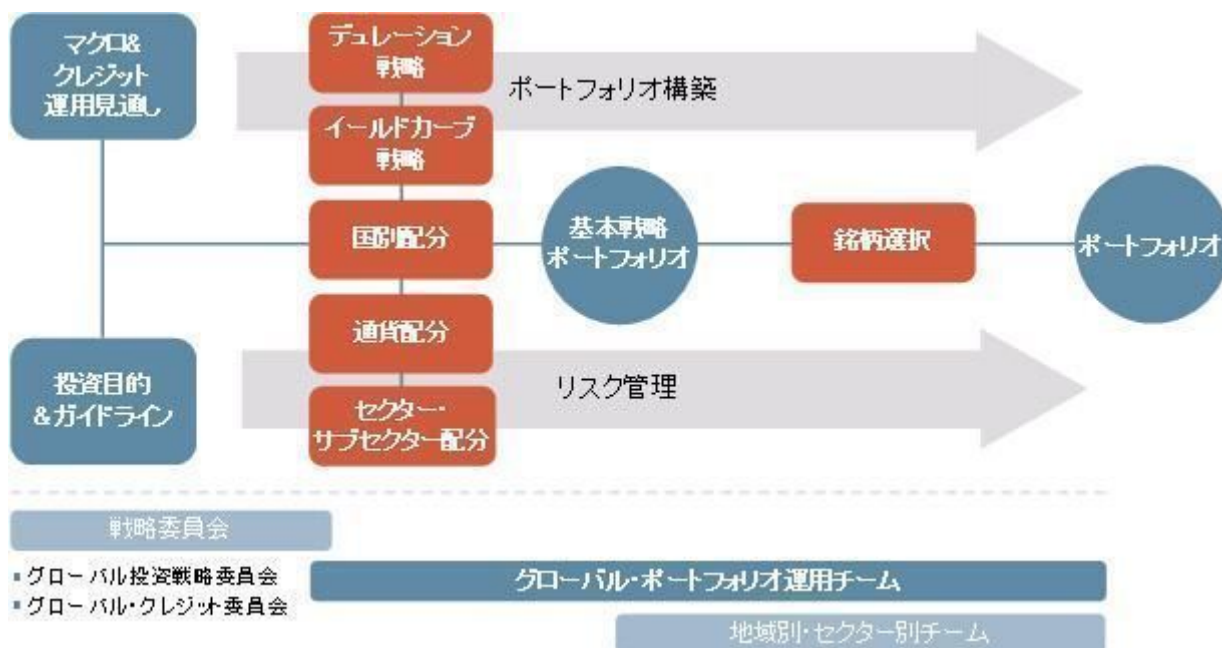 マクロ&
クレジット
運用見通し
デュレーション
戦略
ポートフォリオ構築
イールドカーブ
戦略
国別配分
基本戦略
ポートフォリオ
銘柄選択
ポートフォリオ
通貨配分
投資目的
&ガイドライン
リスク管理
セクター・
サブセクター配分
戦略委員会
▪グローバル投資戦略委員会
▪グローバル・クレジット委員会
グローバル・ポートフォリオ運用チーム
地域別・セクター別チーム